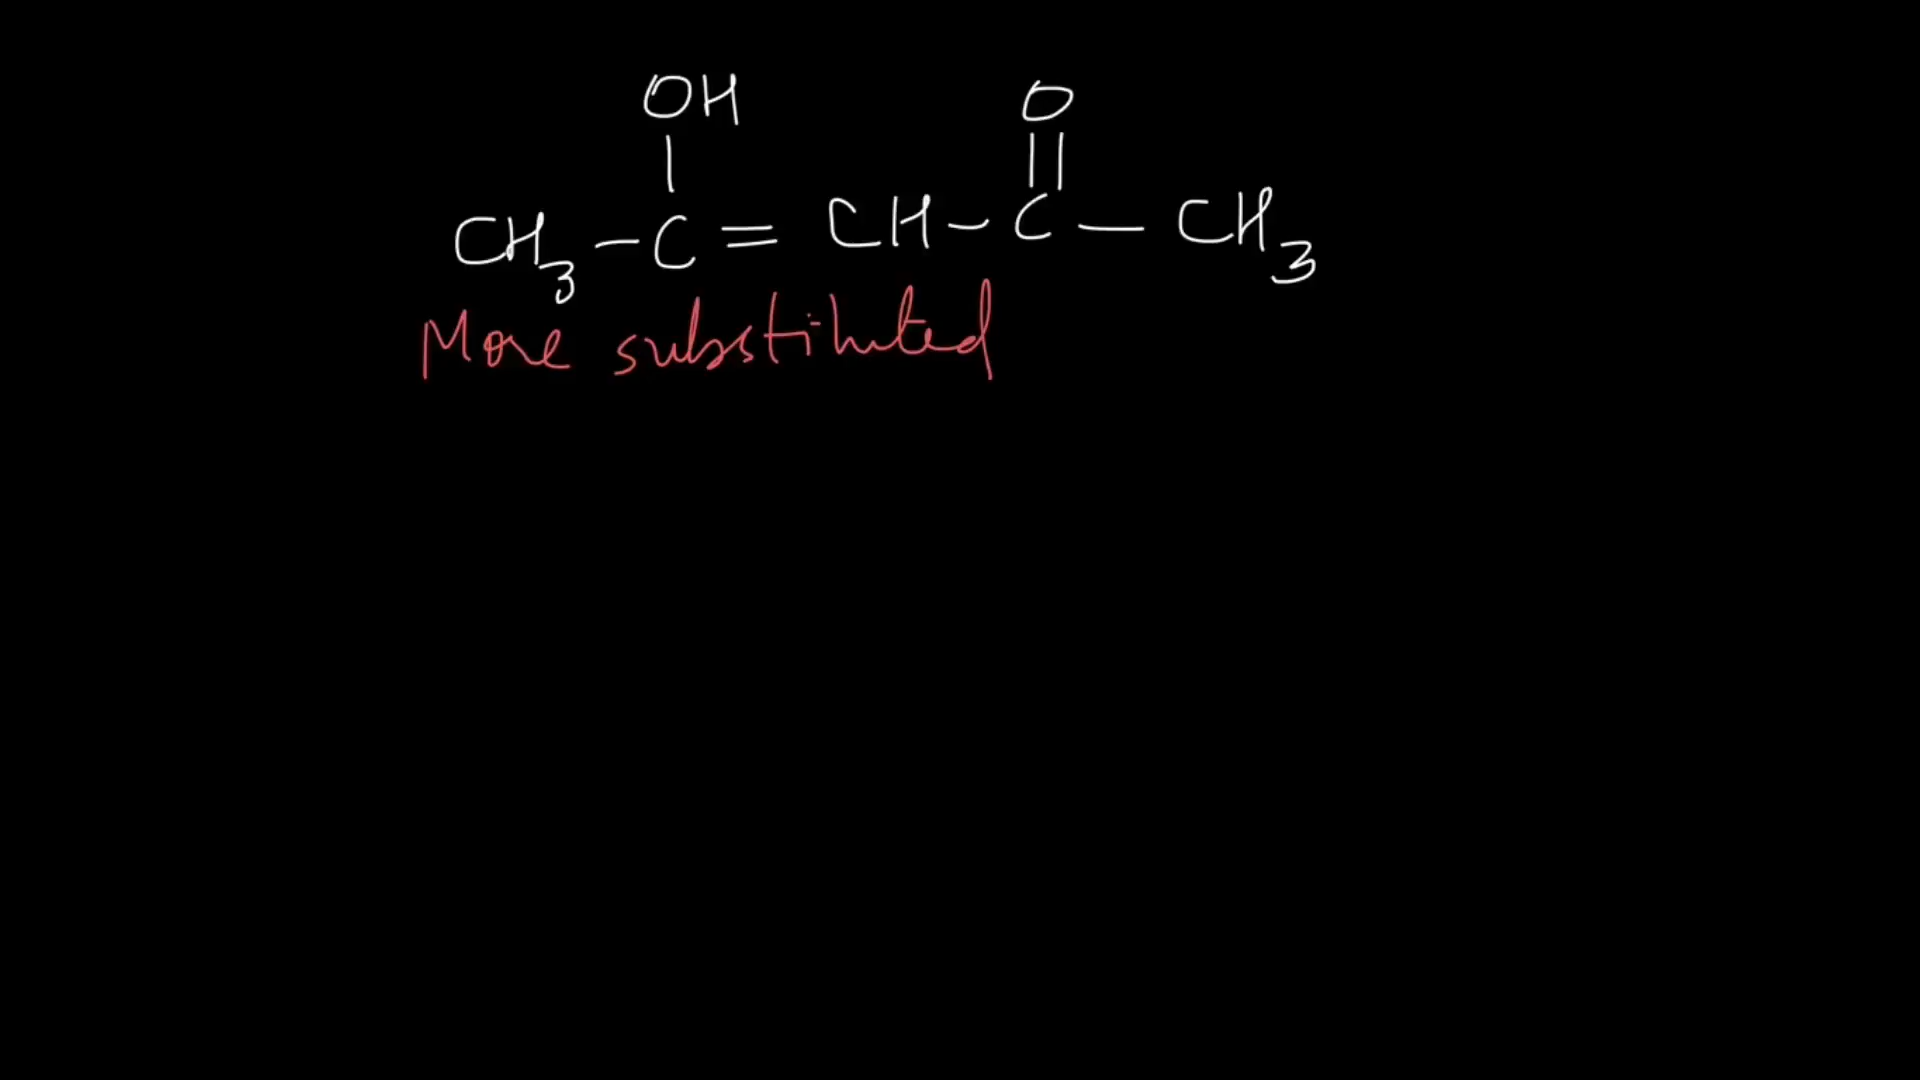 OH O
CH3 - C = CH - C - CH3
More substituted